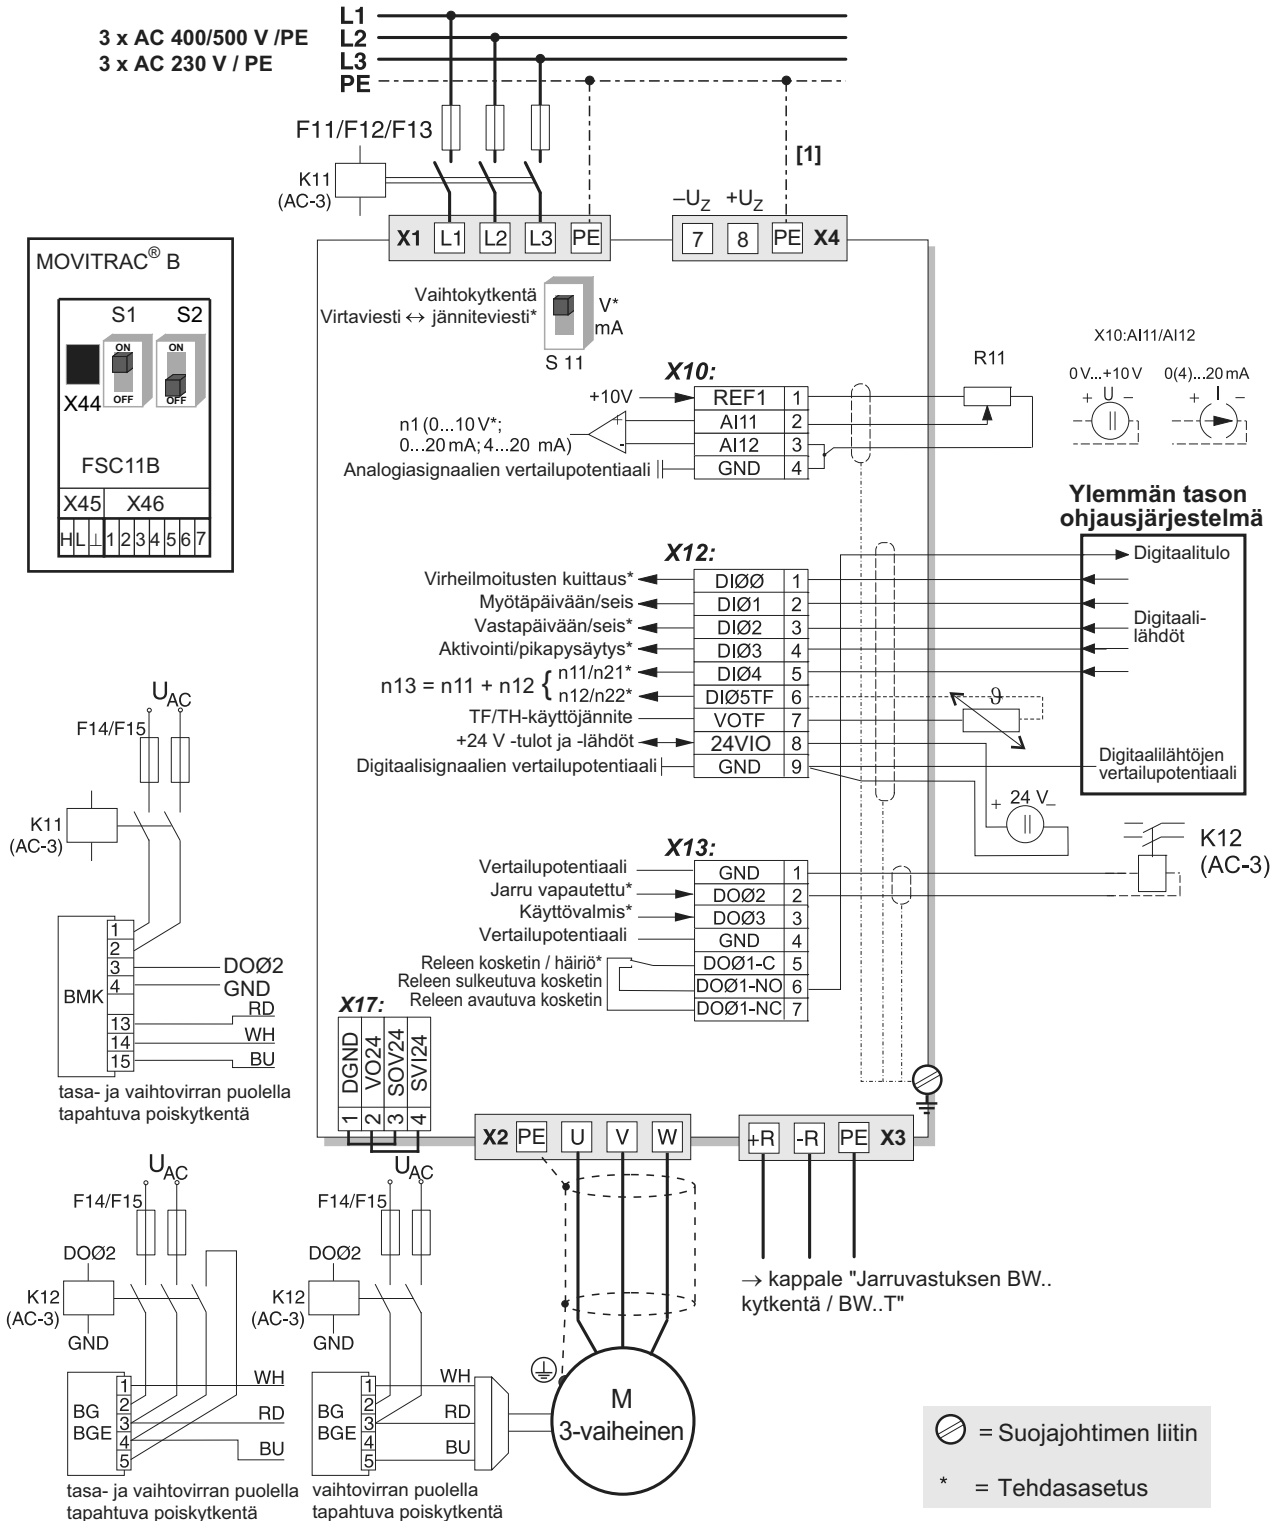 3 x AC 400/500 V /PE
3 x AC 230 V / PE
L1
L2
L3
PE
F11/F12/F13
K11
(AC-3)
[1]
–UZ +UZ
X1 L1 L2 L3 PE
7 8 PE X4
MOVITRAC® B
S1 S2
ON ON
OFF OFF
X44
FSC11B
X45 X46
H L ⊥ 1 2 3 4 5 6 7
Vaihtokytkentä
Virtaviesti ↔ jänniteviesti*
V*
mA
S 11
X10:
+10V
REF1 1
AI11 2
AI12 3
GND 4
n1 (0...10 V*;
0...20 mA; 4...20 mA)
+
-
Analogiasignaalien vertailupotentiaali
R11
X10:AI11/AI12
0 V...+10 V 0(4)...20 mA
+ U – + I –
Ylemmän tason
ohjausjärjestelmä
Digitaalitulo
Digitaali-
lähdöt
Digitaalilähtöjen
vertailupotentiaali
X12:
Virheilmoitusten kuittaus* DIØØ 1
Myötäpäivään/seis DIØ1 2
Vastapäivään/seis* DIØ2 3
Aktivointi/pikapysäytys* DIØ3 4
n13 = n11 + n12 {
n11/n21* DIØ4 5
n12/n22* DIØ5TF 6
TF/TH-käyttöjännite VOTF 7
+24 V -tulot ja -lähdöt 24VIO 8
Digitaalisignaalien vertailupotentiaali GND 9
ϑ
+ 24 V –
K12
(AC-3)
X13:
Vertailupotentiaali GND 1
Jarru vapautettu* DOØ2 2
Käyttövalmis* DOØ3 3
Vertailupotentiaali GND 4
Releen kosketin / häiriö* DOØ1-C 5
Releen sulkeutuva kosketin DOØ1-NO 6
Releen avautuva kosketin DOØ1-NC 7
UAC
F14/F15
K11
(AC-3)
BMK
1
2
3 DOØ2
4 GND
13 RD
14 WH
15 BU
tasa- ja vaihtovirran puolella
tapahtuva poiskytkentä
X17:
DGND
VO24
SOV24
SVI24
1 2 3 4
X2 PE U V W
+R -R PE X3
→ kappale "Jarruvastuksen BW..
kytkentä / BW..T"
UAC
F14/F15
DOØ2
K12
(AC-3)
GND
BG
BGE
1
2
3
4
5
WH
RD
BU
tasa- ja vaihtovirran puolella
tapahtuva poiskytkentä
UAC
F14/F15
DOØ2
K12
(AC-3)
GND
BG
BGE
1
2
3
4
5
WH
RD
BU
vaihtovirran puolella
tapahtuva poiskytkentä
M
3-vaiheinen
= Suojajohtimen liitin
* = Tehdasasetus